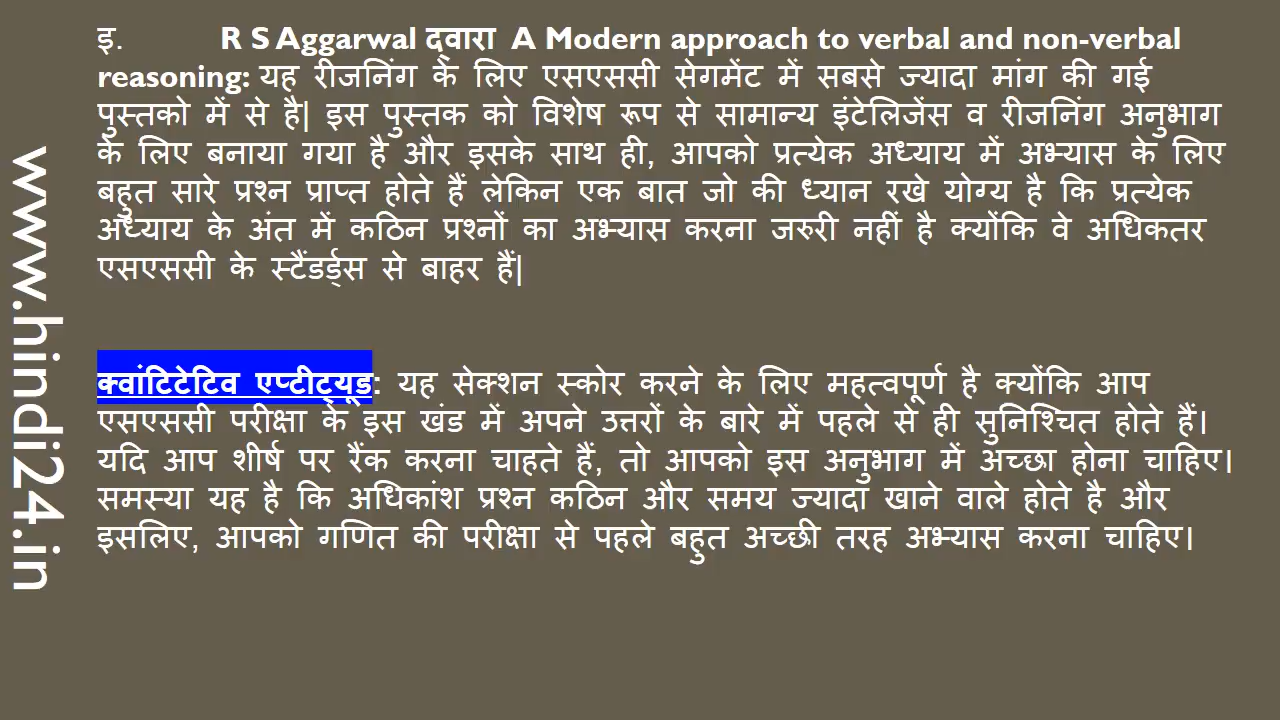 इ. R S Aggarwal द्वारा A Modern approach to verbal and non-verbal
reasoning: यह रीजनिंग के लिए एसएससी सेगमेंट में सबसे ज्यादा मांग की गई
पुस्तको में से है| इस पुस्तक को विशेष रूप से सामान्य इंटेलिजेंस व रीजनिंग अनुभाग
के लिए बनाया गया है और इसके साथ ही, आपको प्रत्येक अध्याय में अभ्यास के लिए
बहुत सारे प्रश्न प्राप्त होते हैं लेकिन एक बात जो की ध्यान रखे योग्य है कि प्रत्येक
अध्याय के अंत में कठिन प्रश्नों का अभ्यास करना जरुरी नहीं है क्योंकि वे अधिकतर
एसएससी के स्टैंडर्ड्स से बाहर हैं|
क्वांटिटेटिव एप्टीट्यूड: यह सेक्शन स्कोर करने के लिए महत्वपूर्ण है क्योंकि आप
एसएससी परीक्षा के इस खंड में अपने उत्तरों के बारे में पहले से ही सुनिश्चित होते हैं।
यदि आप शीर्ष पर रैंक करना चाहते हैं, तो आपको इस अनुभाग में अच्छा होना चाहिए।
समस्या यह है कि अधिकांश प्रश्न कठिन और समय ज्यादा खाने वाले होते है और
इसलिए, आपको गणित की परीक्षा से पहले बहुत अच्छी तरह अभ्यास करना चाहिए।
www.hindi24.in